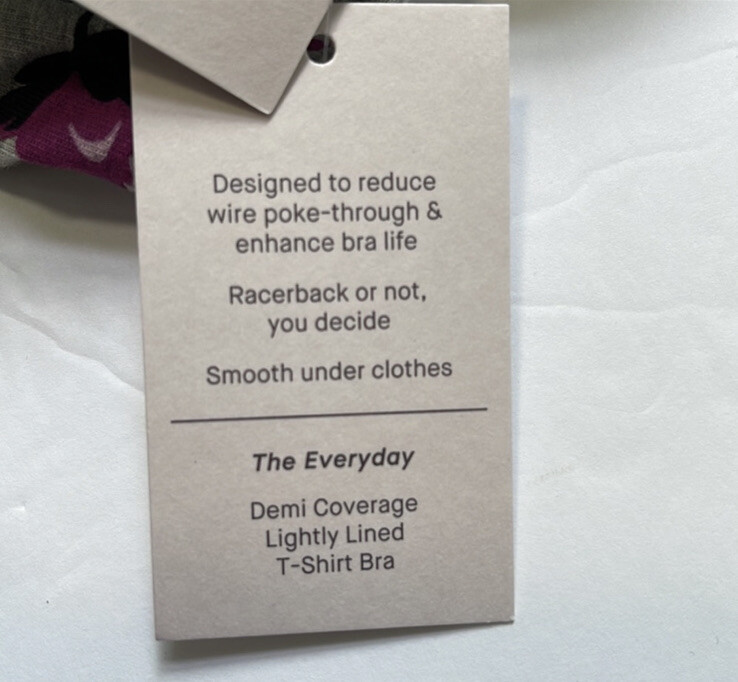 Designed to reduce
wire poke-through &
enhance bra life
Racerback or not,
you decide
Smooth under clothes
The Everyday
Demi Coverage
Lightly Lined
T-Shirt Bra